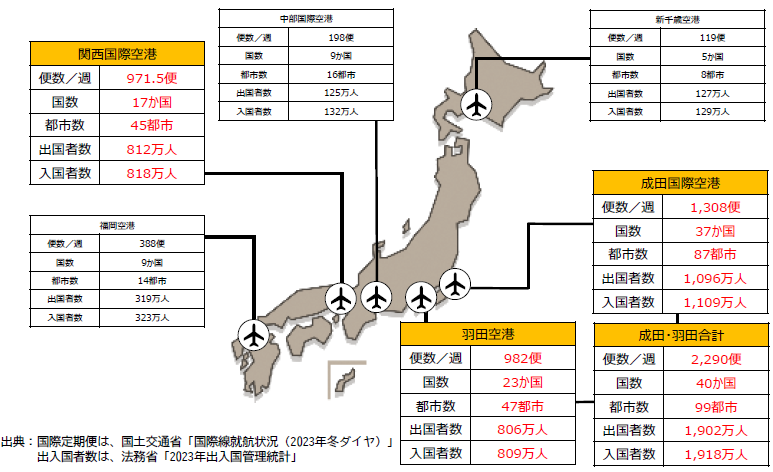 中部国際空港
便数／週 198便
国数 9か国
都市数 16都市
出国者数 125万人
入国者数 132万人
新千歳空港
便数／週 119便
国数 5か国
都市数 8都市
出国者数 127万人
入国者数 129万人
関西国際空港
便数／週 971.5便
国数 17か国
都市数 45都市
出国者数 812万人
入国者数 818万人
成田国際空港
便数／週 1,308便
国数 37か国
都市数 87都市
出国者数 1,096万人
入国者数 1,109万人
福岡空港
便数／週 388便
国数 9か国
都市数 14都市
出国者数 319万人
入国者数 323万人
羽田空港
便数／週 982便
国数 23か国
都市数 47都市
出国者数 806万人
入国者数 809万人
成田・羽田合計
便数／週 2,290便
国数 40か国
都市数 99都市
出国者数 1,902万人
入国者数 1,918万人
出典：国際定期便は、国土交通省「国際線就航状況（2023年冬ダイヤ）」
出入国者数は、法務省「2023年出入国管理統計」